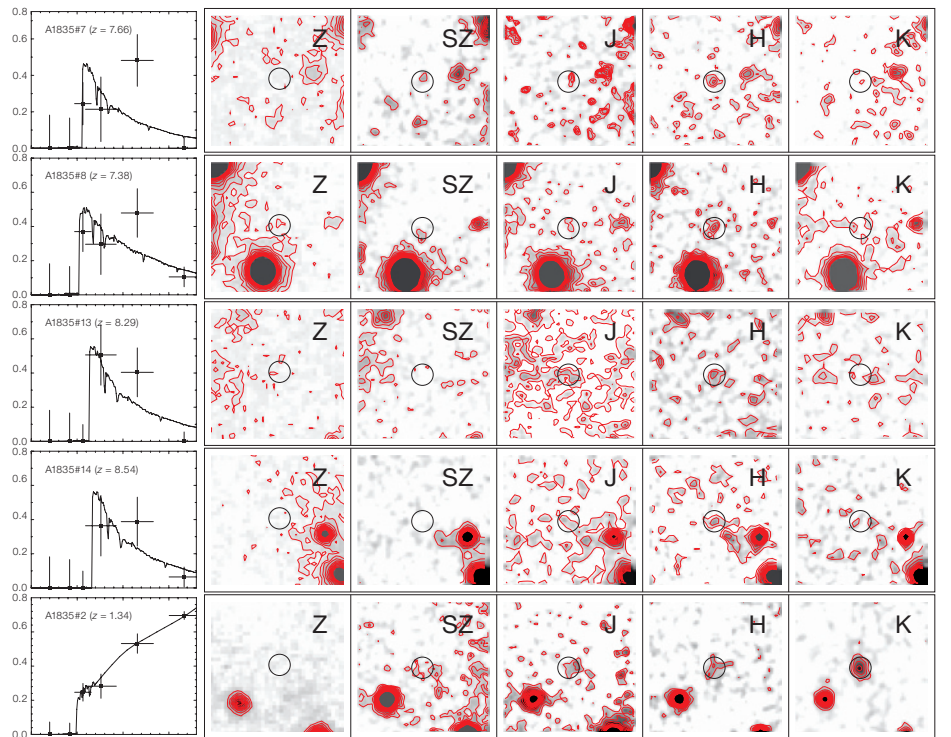 0.8
A1835#7 (z = 7.66)
0.6
0.4
0.2
0.0
Z SZ J H K
0.8
A1835#8 (z = 7.38)
0.6
0.4
0.2
0.0
Z SZ J H K
0.8
A1835#13 (z = 8.29)
0.6
0.4
0.2
0.0
Z SZ J H K
0.8
A1835#14 (z = 8.54)
0.6
0.4
0.2
0.0
Z SZ J H K
0.8
A1835#2 (z = 1.34)
0.6
0.4
0.2
0.0
Z SZ J H K